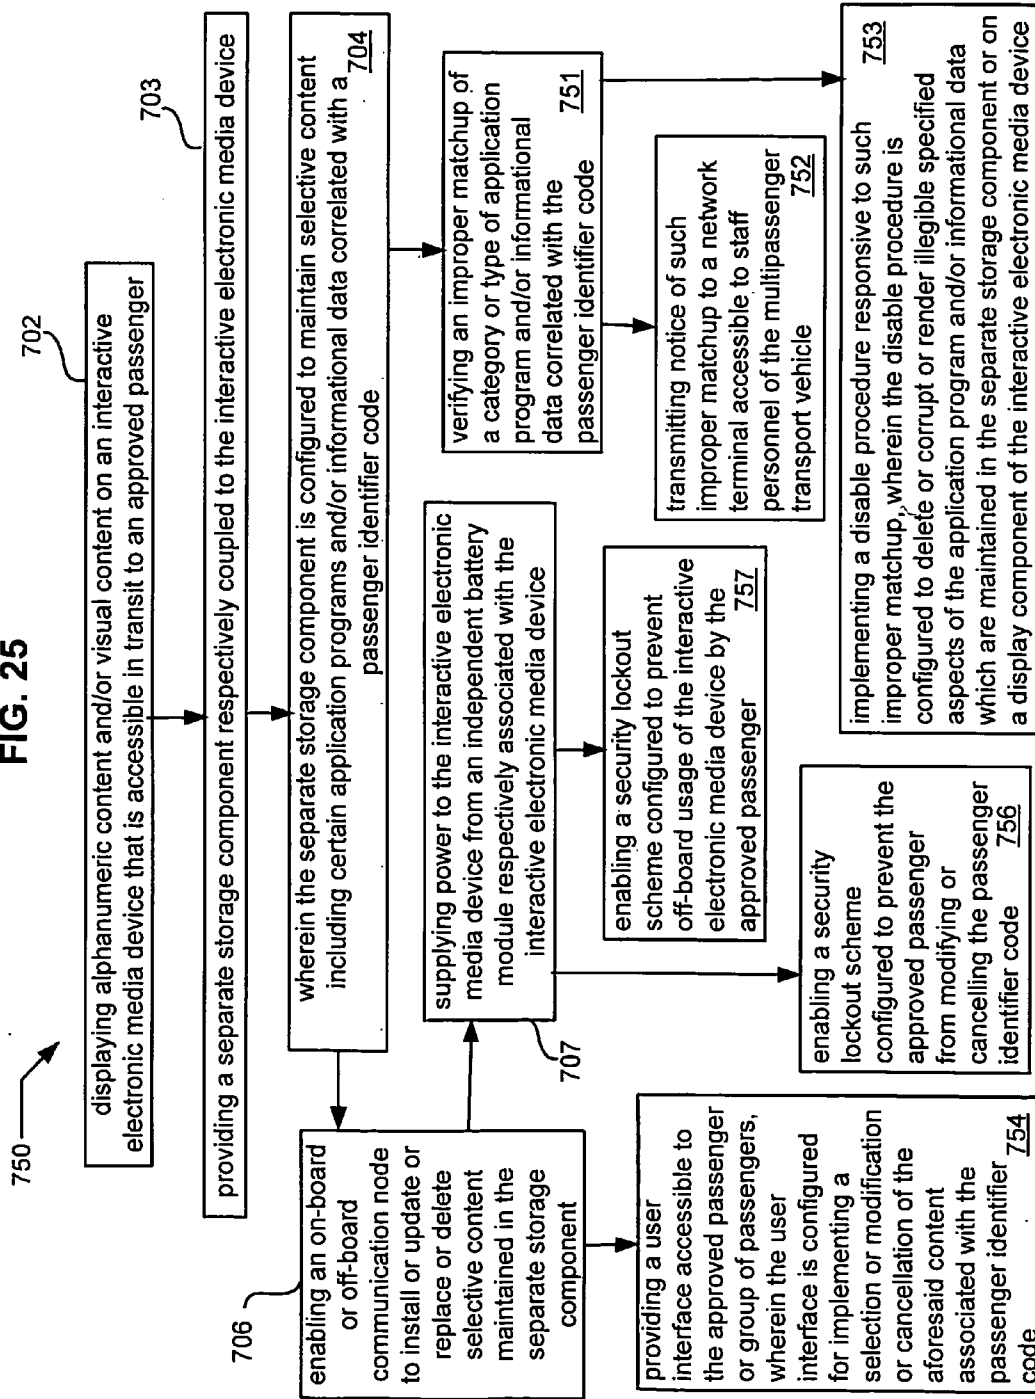 FIG. 25
750
702
displaying alphanumeric content and/or visual content on an interactive
electronic media device that is accessible in transit to an approved passenger
703
providing a separate storage component respectively coupled to the interactive electronic media device
wherein the separate storage component is configured to maintain selective content
including certain application programs and/or informational data correlated with a
passenger identifier code
704
706
enabling an on-board
or off-board
communication node
to install or update or
replace or delete
selective content
maintained in the
separate storage
component
supplying power to the interactive electronic
media device from an independent battery
module respectively associated with the
interactive electronic media device
707
verifying an improper matchup of
a category or type of application
program and/or informational
data correlated with the
passenger identifier code
751
transmitting notice of such
improper matchup to a network
terminal accessible to staff
personnel of the multipassenger
transport vehicle
752
implementing a disable procedure responsive to such
improper matchup, wherein the disable procedure is
configured to delete or corrupt or render illegible specified
aspects of the application program and/or informational data
which are maintained in the separate storage component or on
a display component of the interactive electronic media device
753
providing a user
interface accessible to
the approved passenger
or group of passengers,
wherein the user
interface is configured
for implementing a
selection or modification
or cancellation of the
aforesaid content
associated with the
passenger identifier
code
754
enabling a security
lockout scheme
configured to prevent the
approved passenger
from modifying or
cancelling the passenger
identifier code
756
enabling a security lockout
scheme configured to prevent
off-board usage of the interactive
electronic media device by the
approved passenger
757